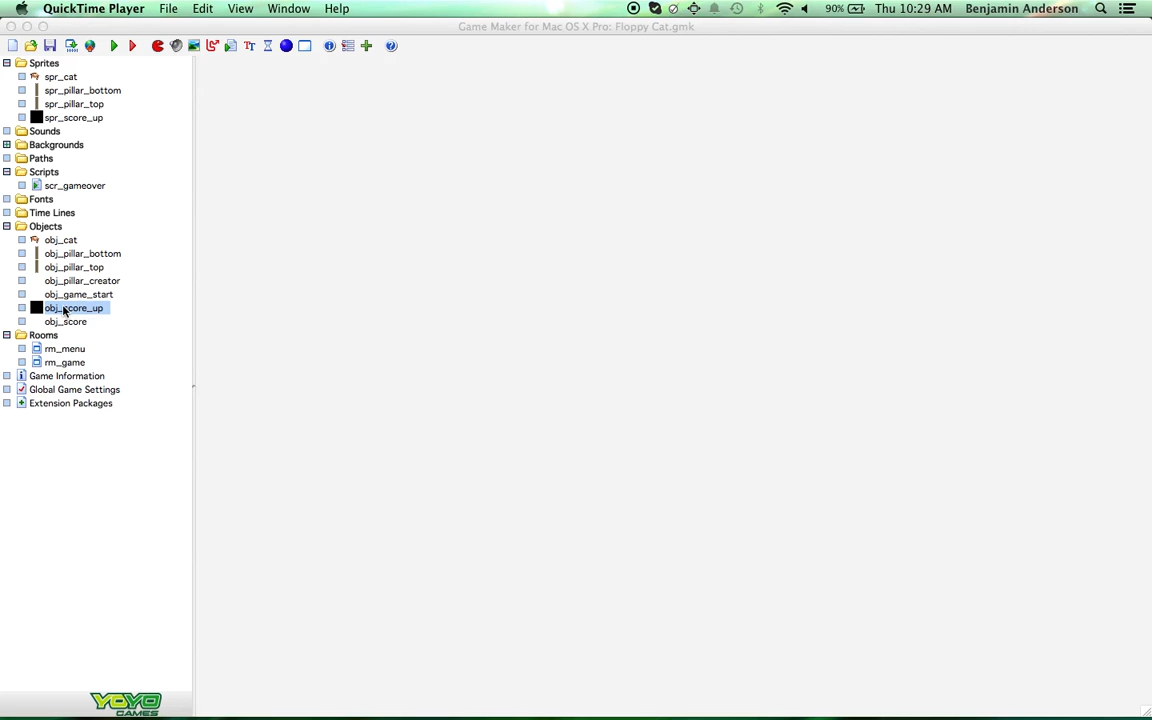 QuickTime Player File Edit View Window Help 90% Thu 10:29 AM Benjamin Anderson
Game Maker for Mac OS X Pro: Floppy Cat.gmk
Sprites
spr_cat
spr_pillar_bottom
spr_pillar_top
spr_score_up
Sounds
Backgrounds
Paths
Scripts
scr_gameover
Fonts
Time Lines
Objects
obj_cat
obj_pillar_bottom
obj_pillar_top
obj_pillar_creator
obj_game_start
obj_score_up
obj_score
Rooms
rm_menu
rm_game
Game Information
Global Game Settings
Extension Packages
YOYO
GAMES